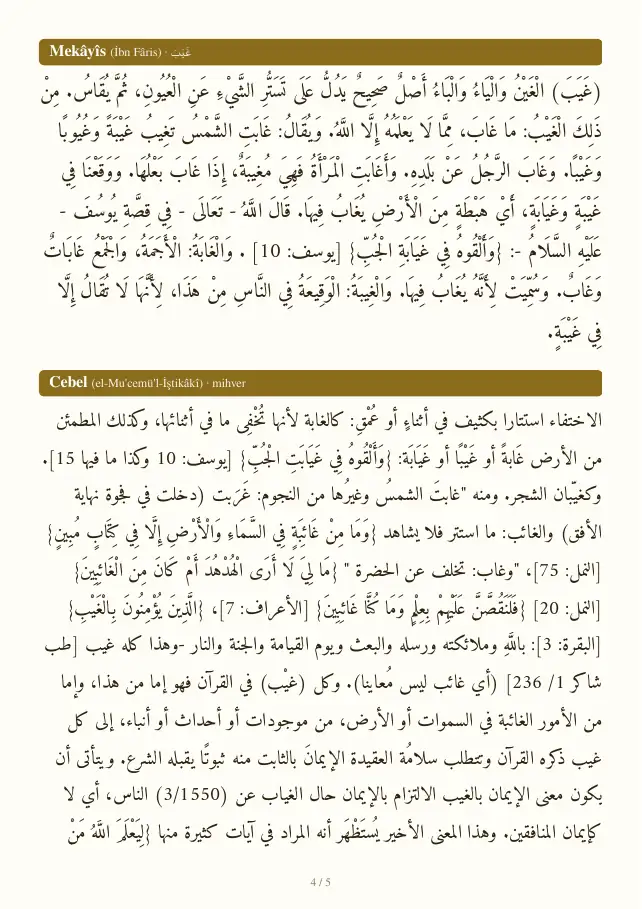 Mekâyîs (İbn Fâris) · غَيَبَ
(غَيَبَ) الْغَيْنُ وَالْيَاءُ وَالْبَاءُ أَصْلٌ صَحِيحٌ يَدُلُّ عَلَى تَسَتُّرِ الشَّيْءِ عَنِ الْعُيُونِ، ثُمَّ يُقَاسُ. مِنْ
ذَلِكَ الْغَيْبُ: مَا غَابَ، مِمَّا لَا يَعْلَمُهُ إِلَّا اللَّهُ. وَيُقَالُ: غَابَتِ الشَّمْسُ تَغِيبُ غَيْبَةً وَغُيُوبًا
وَغَيْبًا. وَغَابَ الرَّجُلُ عَنْ بَلَدِهِ. وَأَغَابَتِ الْمَرْأَةُ فَهِيَ مُغِيبَةٌ، إِذَا غَابَ بَعْلُهَا. وَوَقَعْنَا فِي
غَيْبَةٍ وَغَيَابَةٍ، أَيْ هَبْطَةٍ مِنَ الْأَرْضِ يُغَابُ فِيهَا. قَالَ اللَّهُ - تَعَالَى - فِي قِصَّةِ يُوسُفَ -
عَلَيْهِ السَّلَامُ -: {وَأَلْقُوهُ فِي غَيَابَةِ الْجُبِّ} [يوسف: 10] . وَالْغَابَةُ: الْأَجَمَةُ، وَالْجَمْعُ غَابَاتٌ
وَغَابٌ. وَسُمِّيَتْ لِأَنَّهُ يُغَابُ فِيهَا. وَالْغِيبَةُ: الْوَقِيعَةُ فِي النَّاسِ مِنْ هَذَا، لِأَنَّهَا لَا تُقَالُ إِلَّا
فِي غَيْبَةٍ.
Cebel (el-Mu'cemü'l-İştikâkî) · mihver
الاختفاء استتارا بكثيف في أثناءٍ أو عُمْقِ: كالغابة لأنها تُخْفِى ما في أثنائها، وكذلك المطمئن
من الأرض غَابةً أو غَيْبًا أو غَيَابَة: {وَأَلْقُوهُ فِي غَيَابَتِ الْجُبِّ} [يوسف: 10 وكذا ما فيها 15].
وكغيّبان الشجر. ومنه "غابتَ الشمسُ وغيرُها من النجوم: غَرَبت (دخلت في فجوة نهاية
الأفق) والغائب: ما استتر فلا يشاهد {وَمَا مِنْ غَائِبَةٍ فِي السَّمَاءِ وَالْأَرْضِ إِلَّا فِي كِتَابٍ مُبِينٍ}
[النمل: 75]، "وغاب: تخلف عن الحضرة " {مَا لِيَ لَا أَرَى الْهُدْهُدَ أَمْ كَانَ مِنَ الْغَائِبِينَ}
[النمل: 20] {فَلَنَقُصَّنَّ عَلَيْهِمْ بِعِلْمٍ وَمَا كُنَّا غَائِبِينَ} [الأعراف: 7]، {الَّذِينَ يُؤْمِنُونَ بِالْغَيْبِ}
[البقرة: 3]: باللَّهِ وملائكته ورسله والبعث ويوم القيامة والجنة والنار -وهذا كله غيب [طب
شاكر 1/ 236] (أي غائب ليس مُعاينا). وكل (غيْب) في القرآن فهو إما من هذا، وإما
من الأمور الغائبة في السموات أو الأرض، من موجودات أو أحداث أو أنباء، إلى كل
غيب ذكره القرآن وتتطلب سلامُة العقيدة الإيمانَ بالثابت منه ثبوتًا يقبله الشرع. ويتأتى أن
يكون معنى الإيمان بالغيب الالتزام بالإيمان حال الغياب عن (3/1550) الناس، أي لا
كإيمان المنافقين. وهذا المعنى الأخير يُستَظْهَر أنه المراد في آيات كثيرة منها {لِيَعْلَمَ اللَّهُ مَنْ
4 / 5